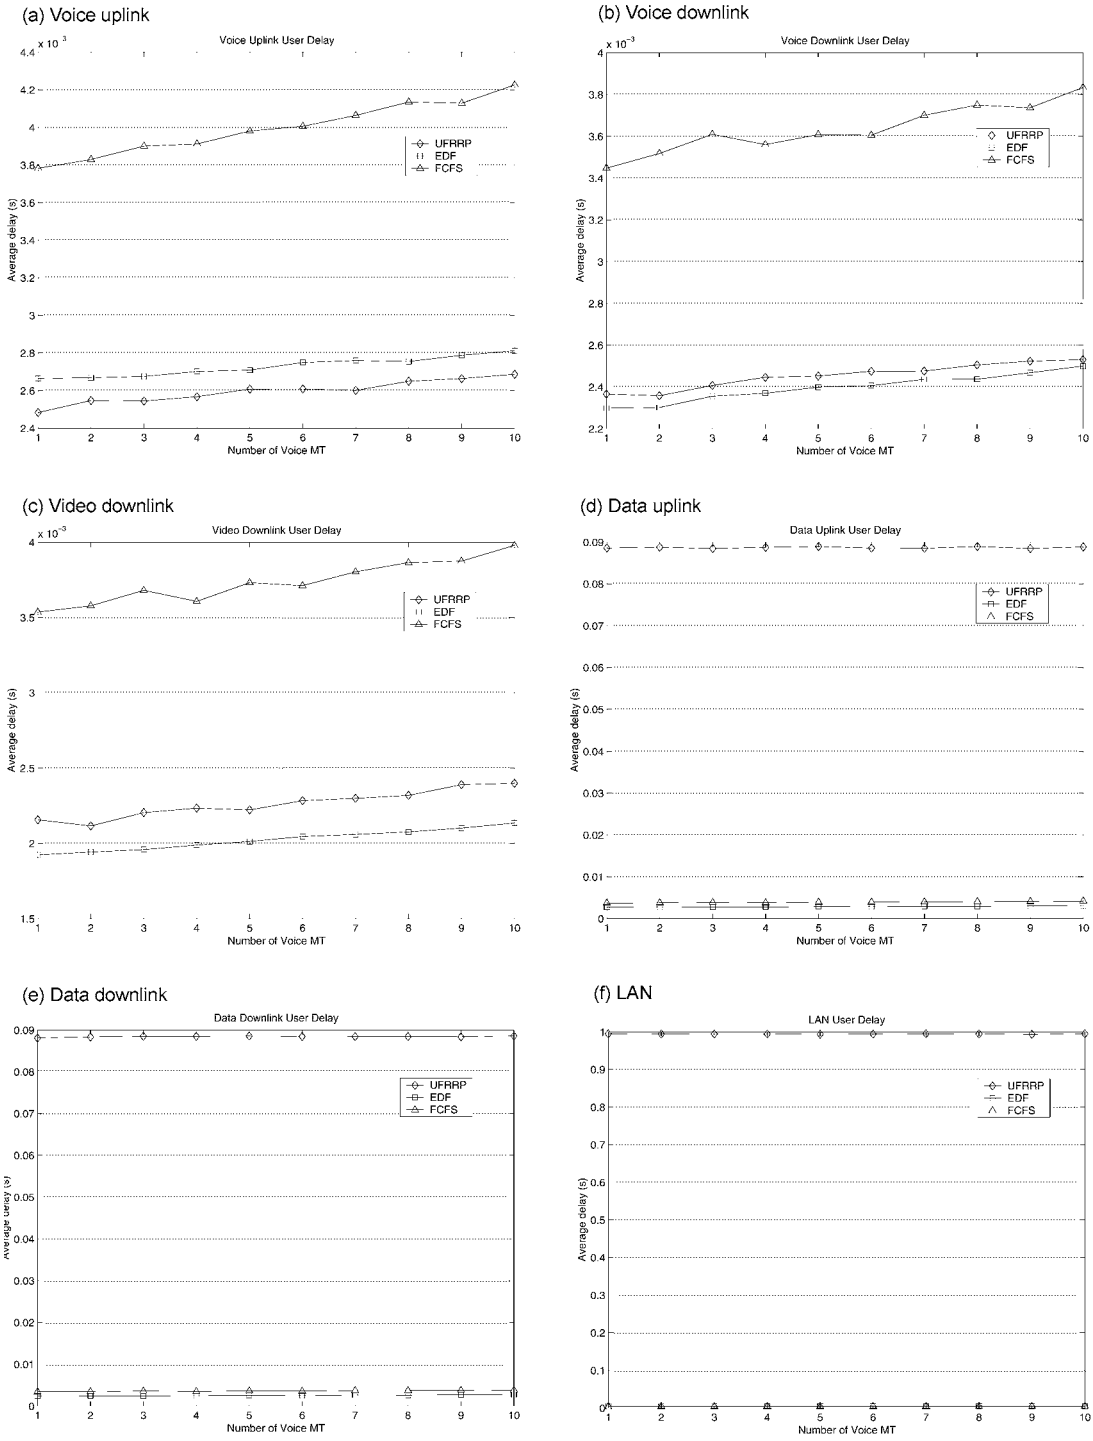 (a) Voice uplink
x 10 3
Voice Uplink User Delay
4.4
4.2
4
3.8
3.6
3.4
3.2
3
2.8
2.6
2.4
Average delay (s)
UFRRP
EDF
FCFS
1 2 3 4 5 6 7 8 9 10
Number of Voice MT
(b) Voice downlink
x 10⁻³
Voice Downlink User Delay
4
3.8
3.6
3.4
3.2
3
2.8
2.6
2.4
2.2
Average delay (s)
UFRRP
EDF
FCFS
1 2 3 4 5 6 7 8 9 10
Number of Voice MT
(c) Video downlink
x 10⁻³
Video Downlink User Delay
4
3.5
3
2.5
2
1.5
Average delay (s)
UFRRP
EDF
FCFS
1 2 3 4 5 6 7 8 9 10
Number of Voice MT
(d) Data uplink
Data Uplink User Delay
0.09
0.08
0.07
0.06
0.05
0.04
0.03
0.02
0.01
0
Average delay (s)
UFRRP
EDF
FCFS
1 2 3 4 5 6 7 8 9 10
Number of Voice MT
(e) Data downlink
Data Downlink User Delay
0.09
0.08
0.07
0.06
0.05
0.04
0.03
0.02
0.01
0
Average delay (s)
UFRRP
EDF
FCFS
1 2 3 4 5 6 7 8 9 10
Number of Voice MT
(f) LAN
LAN User Delay
1
0.9
0.8
0.7
0.6
0.5
0.4
0.3
0.2
0.1
0
Average delay (s)
UFRRP
EDF
FCFS
1 2 3 4 5 6 7 8 9 10
Number of Voice MT